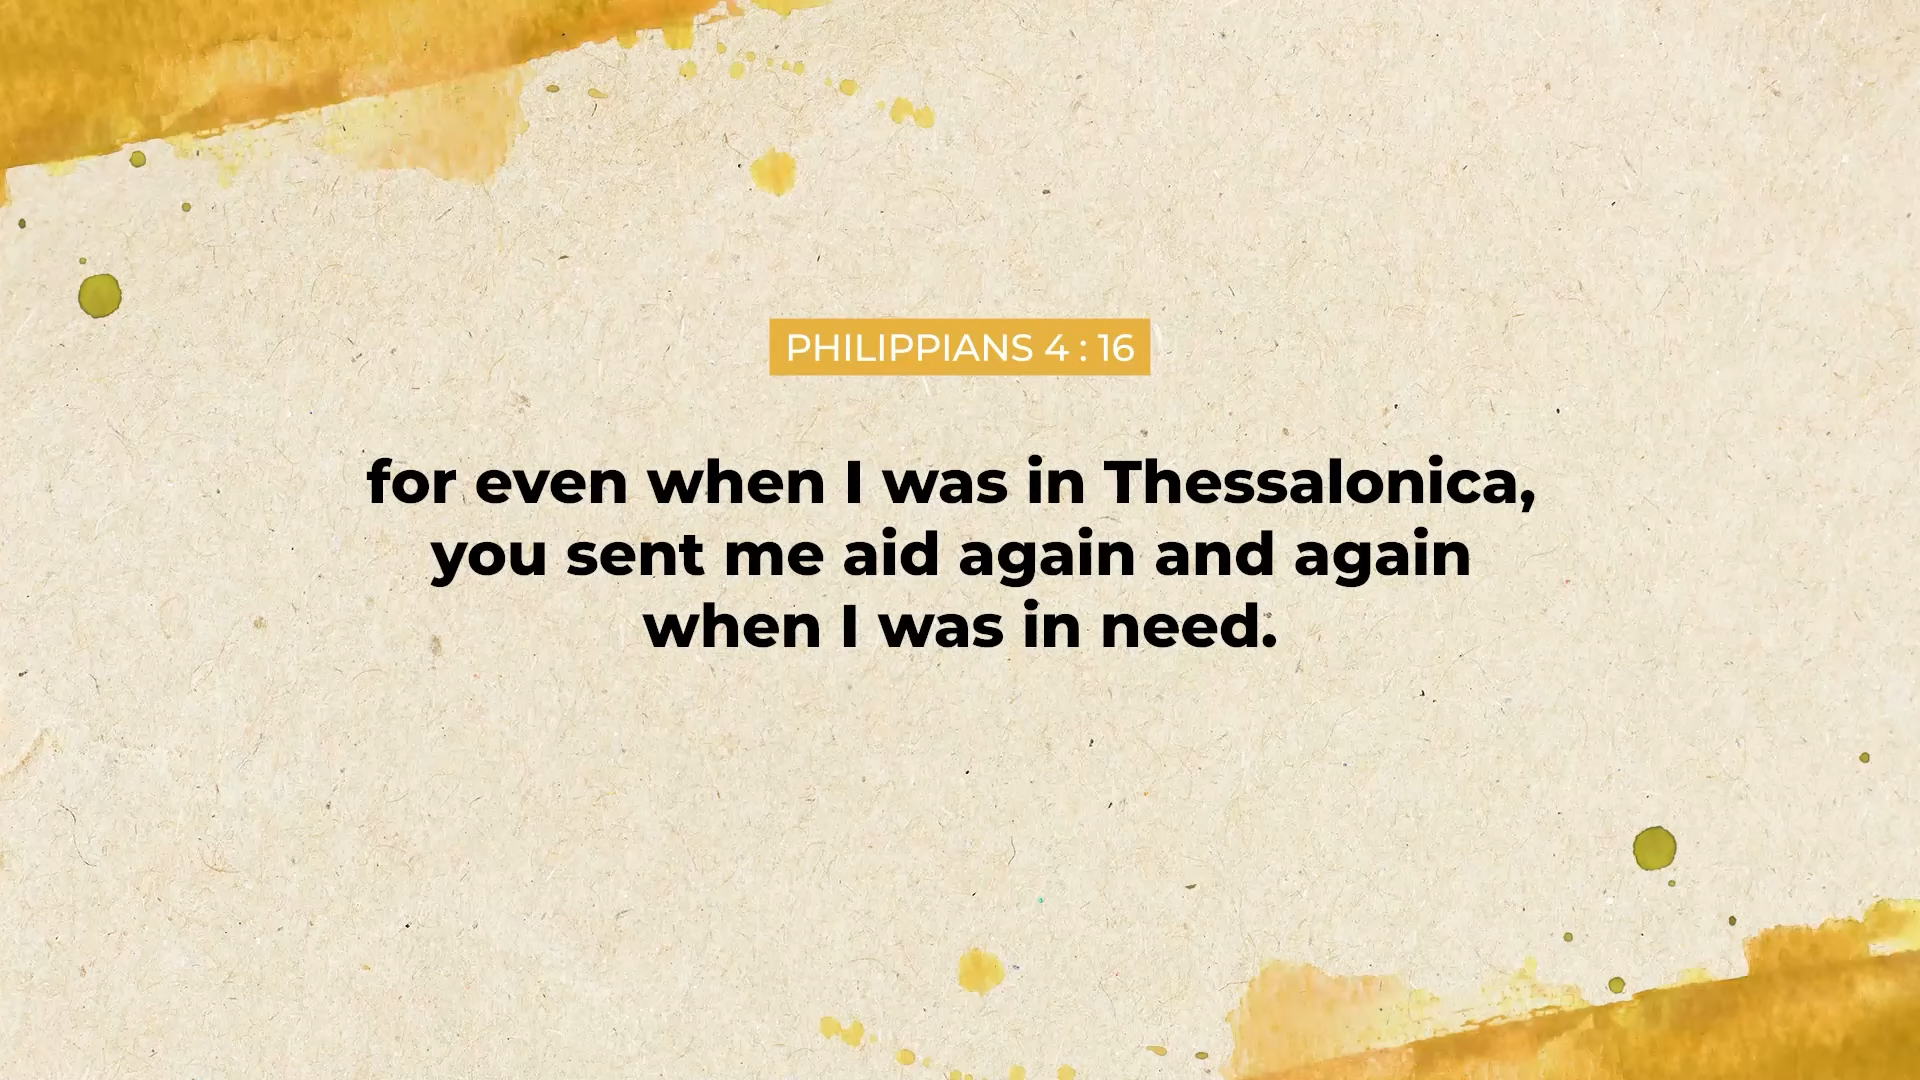 PHILIPPIANS 4 : 16
for even when I was in Thessalonica,
you sent me aid again and again
when I was in need.